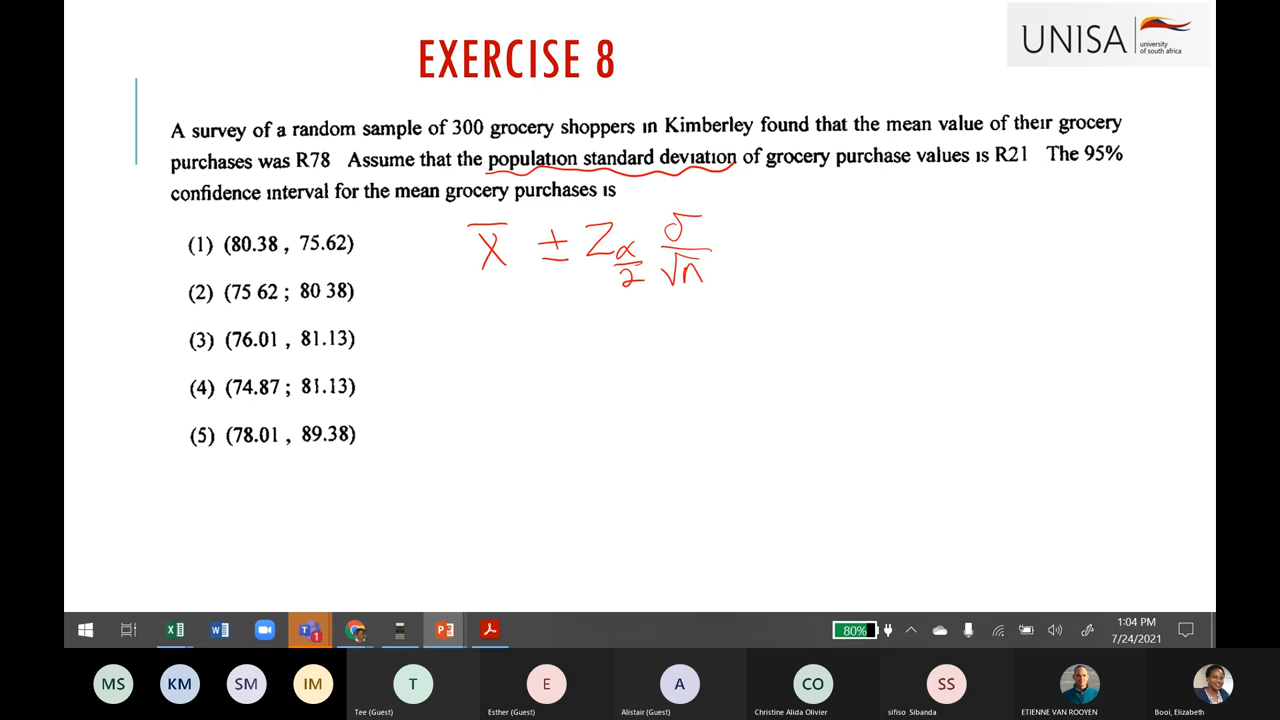 EXERCISE 8
UNISA
university
of south africa
A survey of a random sample of 300 grocery shoppers in Kimberley found that the mean value of their grocery
purchases was R78 Assume that the population standard deviation of grocery purchase values is R21 The 95%
confidence interval for the mean grocery purchases is
(1) (80.38 , 75.62)
(2) (75 62 ; 80 38)
(3) (76.01 , 81.13)
(4) (74.87 ; 81.13)
(5) (78.01 , 89.38)
X̄ ± Z α/2 σ/√n
1
80%
1:04 PM
7/24/2021
MS
KM
SM
IM
T
E
A
CO
SS
Tee (Guest)
Esther (Guest)
Alistair (Guest)
Christine Alida Olivier
sifiso Sibanda
ETIENNE VAN ROOYEN
Booi, Elizabeth